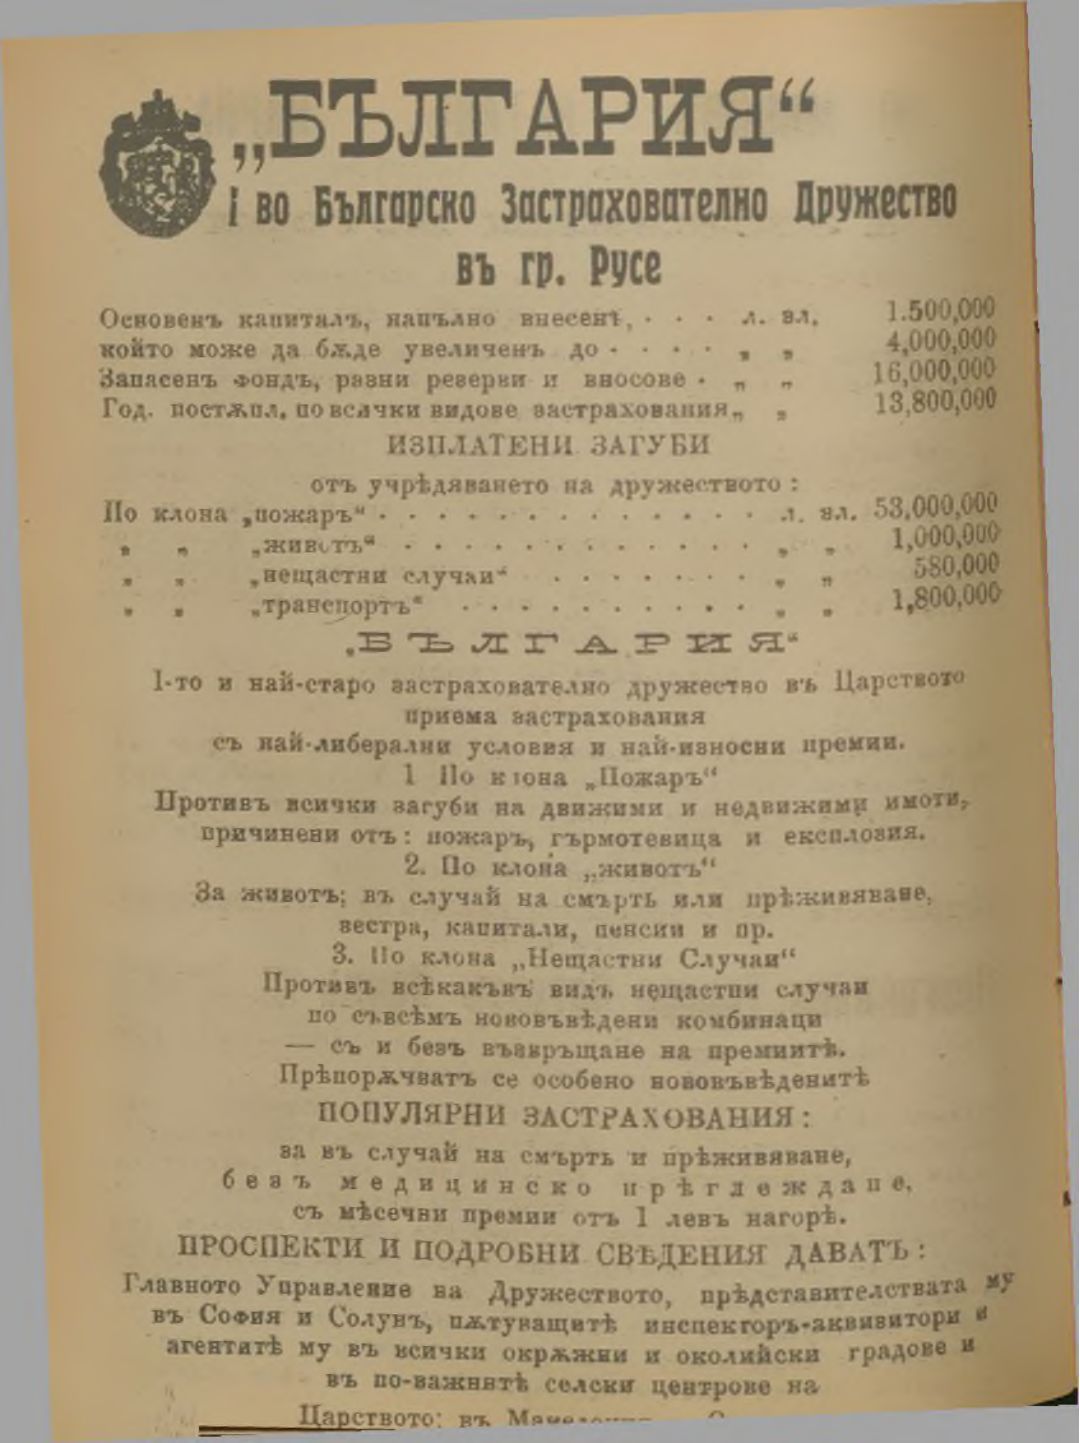 „БЪЛГАРИЯ“
I во Българско Застрахователно Дружество
въ гр. Русе
Основенъ капиталъ, напълно внесенъ, . . . л. зл. 1.500,000
който може да бѫде увеличенъ до . . . . „ „ 4,000,000
Запасенъ фондъ, разни резерви и вносове . „ „ 16,000,000
Год. постѫпл. по всички видове застрахования „ „ 13,800,000
ИЗПЛАТЕНИ ЗАГУБИ
отъ учрѣдяването на дружеството:
По клона „пожаръ“ . . . . . . . . . . . . . л. зл. 53,000,000
„ „ „животъ“ . . . . . . . . . . . . „ „ 1,000,000
„ „ „нещастни случаи“ . . . . . . . „ „ 580,000
„ „ „транспортъ“ . . . . . . . . . . „ „ 1,800,000
„БЪЛГАРИЯ“
I-то и най-старо застрахователно дружество въ Царството
приема застрахования
съ най-либерални условия и най-износни премии.
1 По клона „Пожаръ“
Противъ всички загуби на движими и недвижими имоти,
причинени отъ: пожаръ, гърмотевица и експлозия.
2. По клона „животъ“
За животъ; въ случай на смърть или прѣживяване,
зестра, капитали, пенсии и пр.
3. По клона „Нещастни Случаи“
Противъ всѣкакъвъ видъ нещастни случаи
по съвсѣмъ нововъвѣдени комбинаци
— съ и безъ възвръщане на премиитѣ.
Прѣпорѫчватъ се особено нововъвѣденитѣ
ПОПУЛЯРНИ ЗАСТРАХОВАНИЯ:
за въ случай на смърть и прѣживяване,
безъ медицинско прѣглеждане,
съ мѣсечни премии отъ 1 левъ нагорѣ.
ПРОСПЕКТИ И ПОДРОБНИ СВѢДЕНИЯ ДАВАТЪ:
Главното Управление на Дружеството, прѣдставителствата му
въ София и Солунъ, пѫтуващитѣ инспекторъ-аквизитори и
агентитѣ му въ всички окрѫжни и околийски градове и
въ по-важнитѣ селски центрове на
Царството; въ